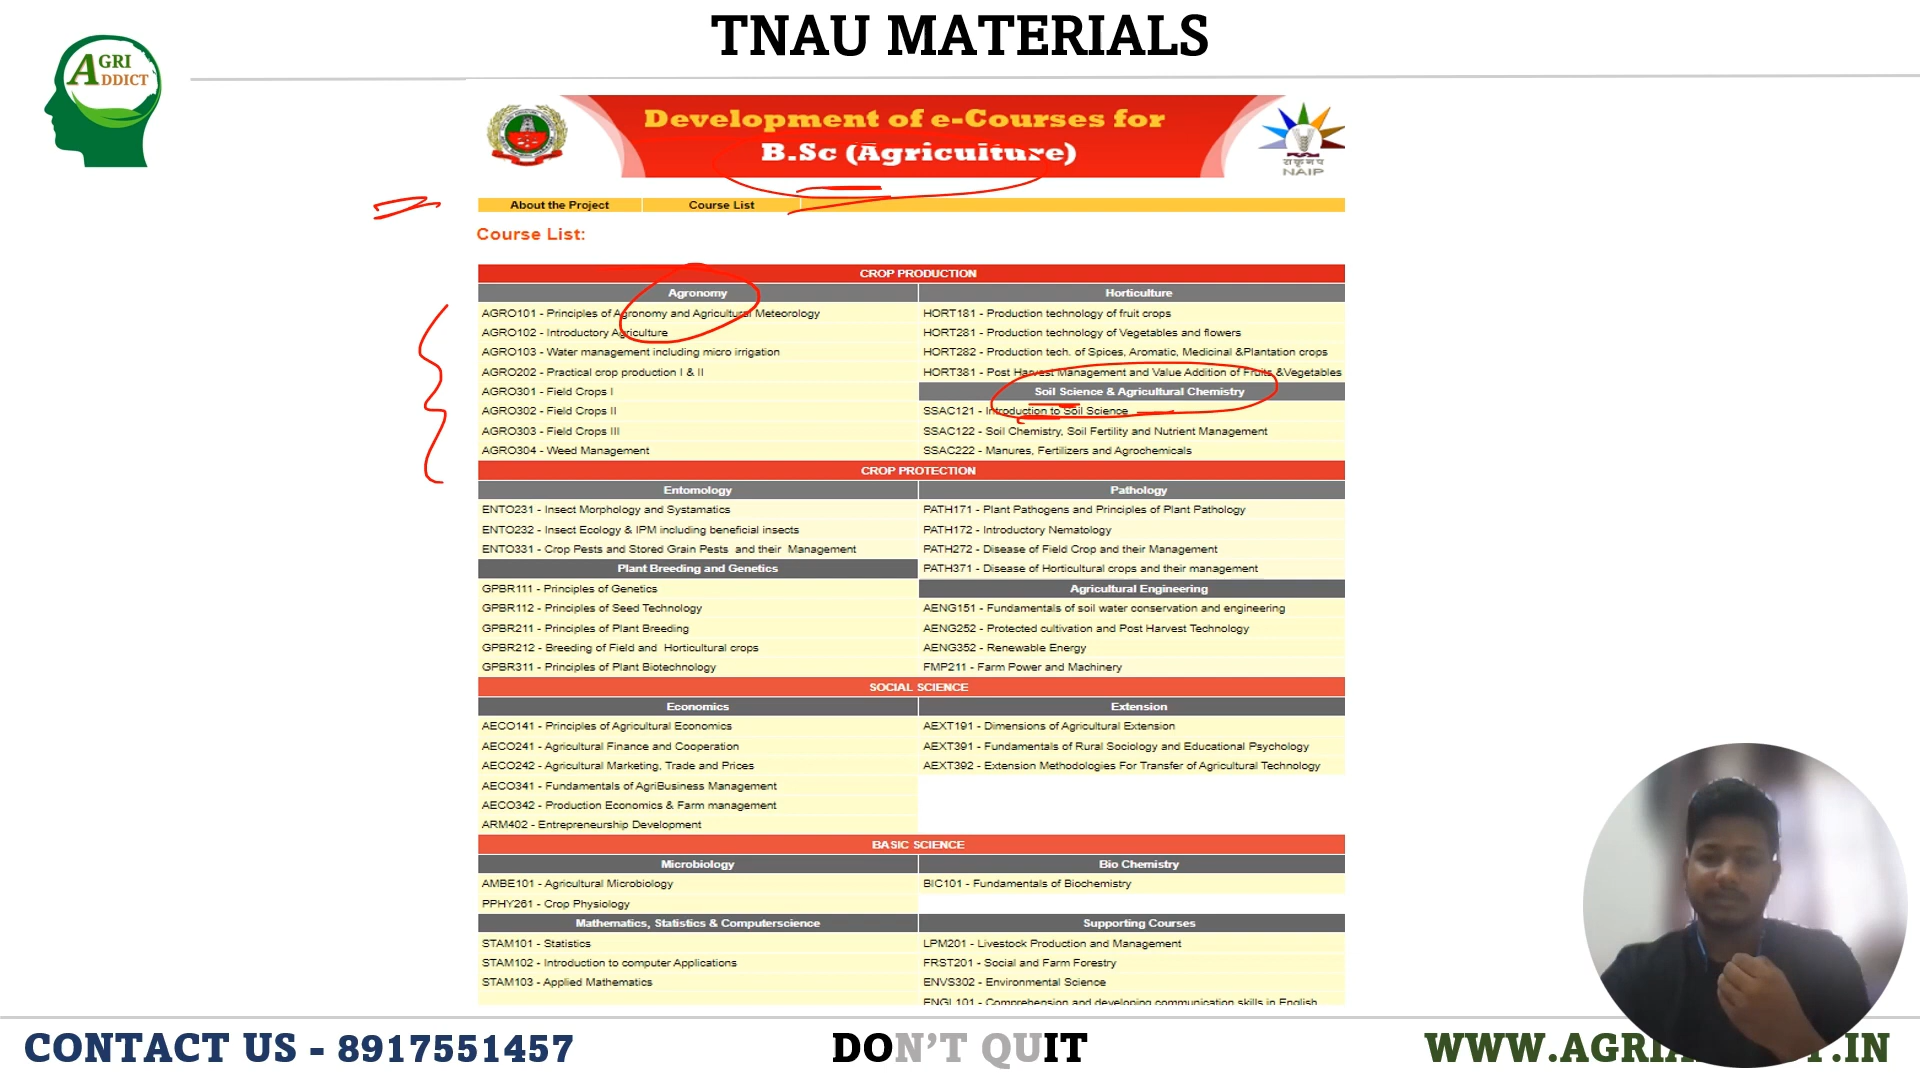 TNAU MATERIALS
AGRI
ADDICT
Development of e-Courses for
B.Sc (Agriculture)
राकृनप
NAIP
About the Project Course List
Course List:
CROP PRODUCTION
Agronomy Horticulture
AGRO101 - Principles of Agronomy and Agricultural Meteorology HORT181 - Production technology of fruit crops
AGRO102 - Introductory Agriculture HORT281 - Production technology of Vegetables and flowers
AGRO103 - Water management including micro irrigation HORT282 - Production tech. of Spices, Aromatic, Medicinal &Plantation crops
AGRO202 - Practical crop production I & II HORT381 - Post Harvest Management and Value Addition of Fruits &Vegetables
AGRO301 - Field Crops I Soil Science & Agricultural Chemistry
AGRO302 - Field Crops II SSAC121 - Introduction to Soil Science
AGRO303 - Field Crops III SSAC122 - Soil Chemistry, Soil Fertility and Nutrient Management
AGRO304 - Weed Management SSAC222 - Manures, Fertilizers and Agrochemicals
CROP PROTECTION
Entomology Pathology
ENTO231 - Insect Morphology and Systamatics PATH171 - Plant Pathogens and Principles of Plant Pathology
ENTO232 - Insect Ecology & IPM including beneficial insects PATH172 - Introductory Nematology
ENTO331 - Crop Pests and Stored Grain Pests and their Management PATH272 - Disease of Field Crop and their Management
Plant Breeding and Genetics PATH371 - Disease of Horticultural crops and their management
GPBR111 - Principles of Genetics Agricultural Engineering
GPBR112 - Principles of Seed Technology AENG151 - Fundamentals of soil water conservation and engineering
GPBR211 - Principles of Plant Breeding AENG252 - Protected cultivation and Post Harvest Technology
GPBR212 - Breeding of Field and Horticultural crops AENG352 - Renewable Energy
GPBR311 - Principles of Plant Biotechnology FMP211 - Farm Power and Machinery
SOCIAL SCIENCE
Economics Extension
AECO141 - Principles of Agricultural Economics AEXT191 - Dimensions of Agricultural Extension
AECO241 - Agricultural Finance and Cooperation AEXT391 - Fundamentals of Rural Sociology and Educational Psychology
AECO242 - Agricultural Marketing, Trade and Prices AEXT392 - Extension Methodologies For Transfer of Agricultural Technology
AECO341 - Fundamentals of AgriBusiness Management
AECO342 - Production Economics & Farm management
ARM402 - Entrepreneurship Development
BASIC SCIENCE
Microbiology Bio Chemistry
AMBE101 - Agricultural Microbiology BIC101 - Fundamentals of Biochemistry
PPHY261 - Crop Physiology
Mathematics, Statistics & Computerscience Supporting Courses
STAM101 - Statistics LPM201 - Livestock Production and Management
STAM102 - Introduction to computer Applications FRST201 - Social and Farm Forestry
STAM103 - Applied Mathematics ENVS302 - Environmental Science
ENGL101 - Comprehension and developing communication skills in English
CONTACT US - 8917551457 DON'T QUIT .IN